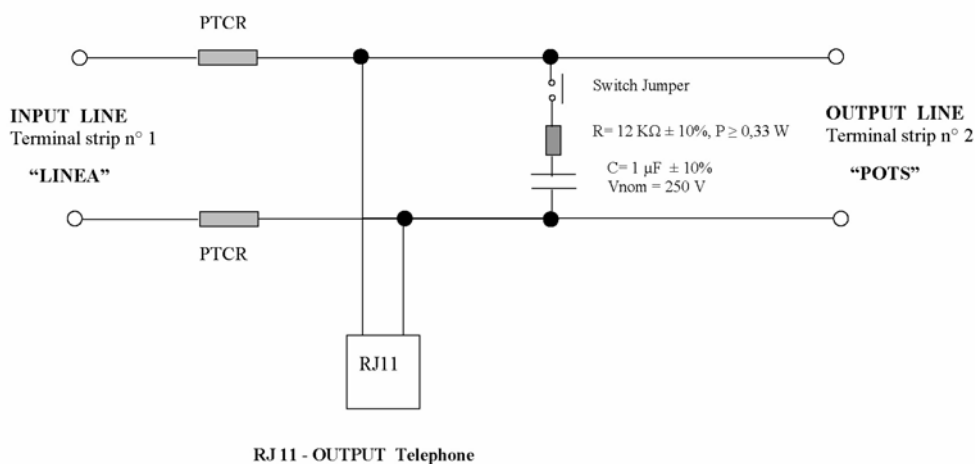 PTCR
INPUT LINE
Terminal strip n° 1
“LINEA”
Switch Jumper
R= 12 KΩ ± 10%, P ≥ 0,33 W
C= 1 µF ± 10%
Vnom = 250 V
OUTPUT LINE
Terminal strip n° 2
“POTS”
PTCR
RJ11
RJ 11 - OUTPUT Telephone